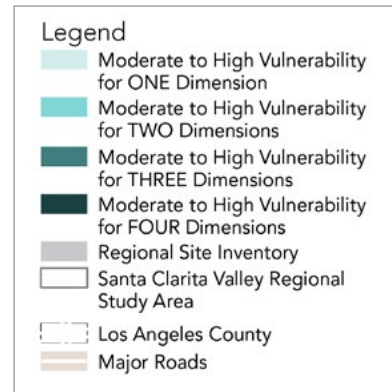 Legend
Moderate to High Vulnerability
for ONE Dimension
Moderate to High Vulnerability
for TWO Dimensions
Moderate to High Vulnerability
for THREE Dimensions
Moderate to High Vulnerability
for FOUR Dimensions
Regional Site Inventory
Santa Clarita Valley Regional
Study Area
Los Angeles County
Major Roads